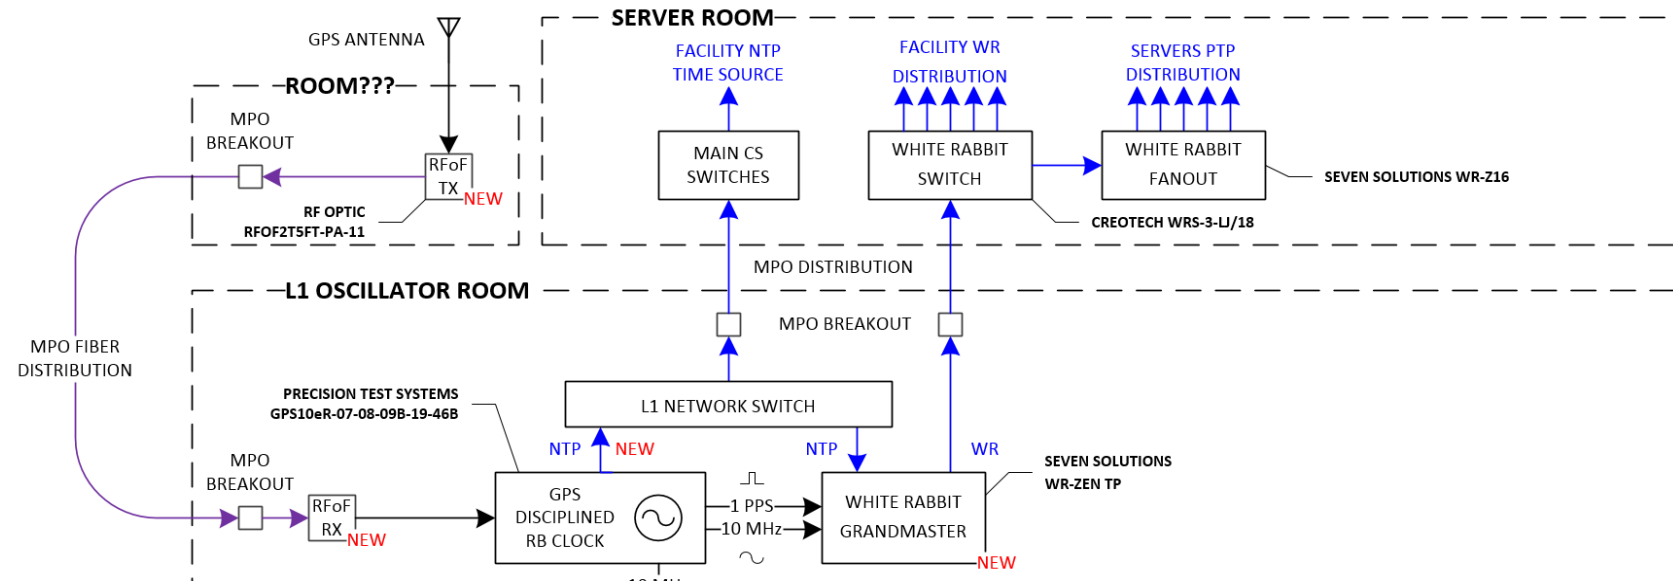 SERVER ROOM
GPS ANTENNA
FACILITY NTP
TIME SOURCE
FACILITY WR
DISTRIBUTION
SERVERS PTP
DISTRIBUTION
ROOM???
MPO
BREAKOUT
RFoF
TX
NEW
RF OPTIC
RFOF2T5FT-PA-11
MAIN CS
SWITCHES
WHITE RABBIT
SWITCH
WHITE RABBIT
FANOUT
SEVEN SOLUTIONS WR-Z16
CREOTECH WRS-3-LJ/18
MPO DISTRIBUTION
L1 OSCILLATOR ROOM
MPO BREAKOUT
MPO FIBER
DISTRIBUTION
PRECISION TEST SYSTEMS
GPS10eR-07-08-09B-19-46B
L1 NETWORK SWITCH
NTP
NEW
NTP
WR
SEVEN SOLUTIONS
WR-ZEN TP
MPO
BREAKOUT
RFoF
RX
NEW
GPS
DISCIPLINED
RB CLOCK
1 PPS
10 MHz
WHITE RABBIT
GRANDMASTER
NEW